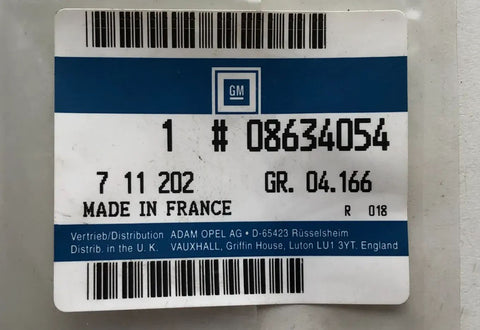 GM
1 # 08634054
7 11 202 GR. 04.166
MADE IN FRANCE R 018
Vertrieb/Distribution ADAM OPEL AG • D-65423 Rüsselsheim
Distrib. in the U. K. VAUXHALL, Griffin House, Luton LU1 3YT. England